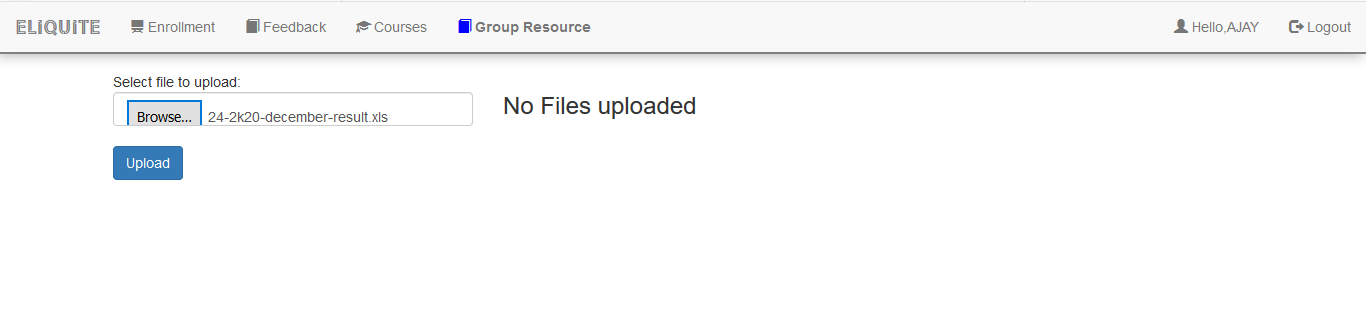 ELiQUiTE Enrollment Feedback Courses Group Resource Hello,AJAY Logout
Select file to upload:
Browse... 24-2k20-december-result.xls
No Files uploaded
Upload